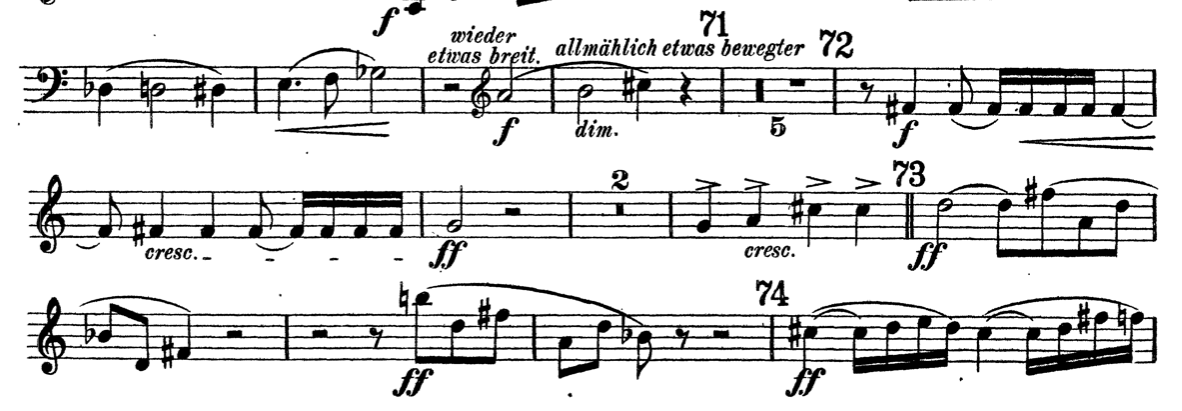 f
wieder
71
etwas breit. allmählich etwas bewegter 72
f dim. 5 f
2 73
cresc. ff cresc. ff
74
ff ff